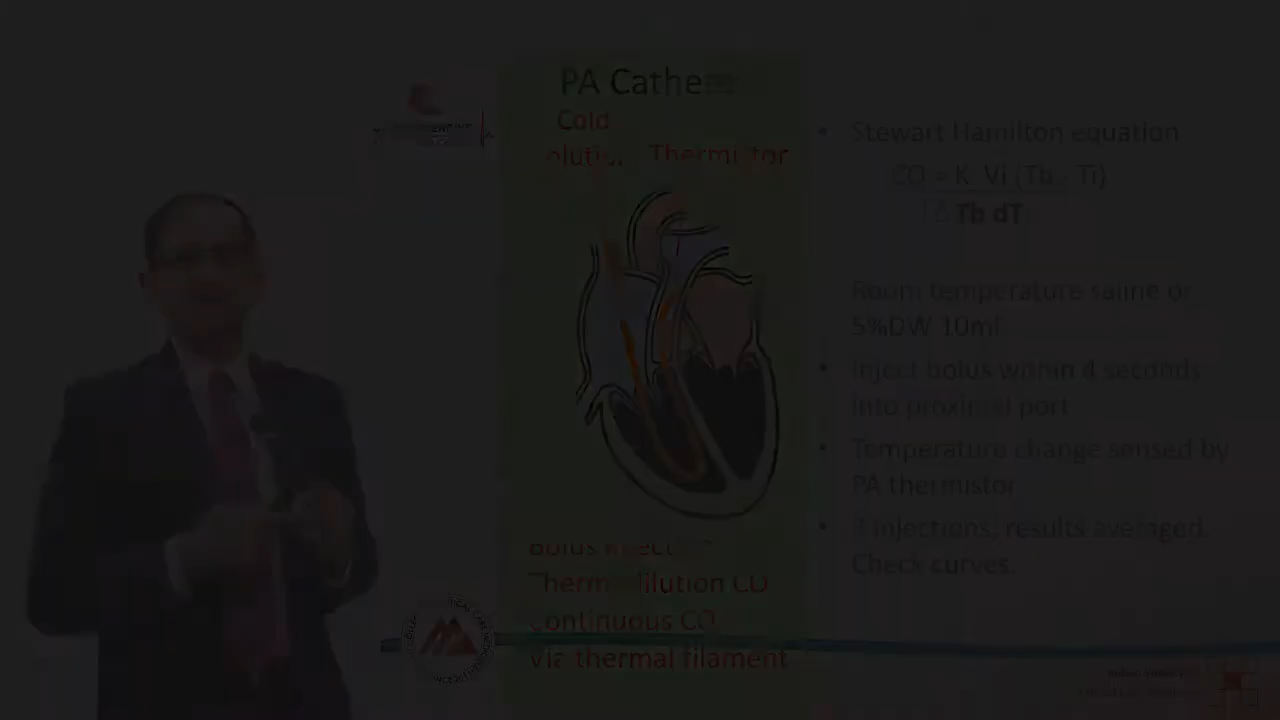 PA Cathe
Cold
Thermistor
Stewart Hamilton equation
CO = K Vi (Tb - Ti)
Tb dT
Room temperature saline or
5%DW 10ml
Inject bolus within 4 seconds
into proximal port
Temperature change sensed by
PA thermistor
3 injections, results averaged.
Check curves.
Bolus
Thermodilution CO
Continuous CO
Via thermal filament